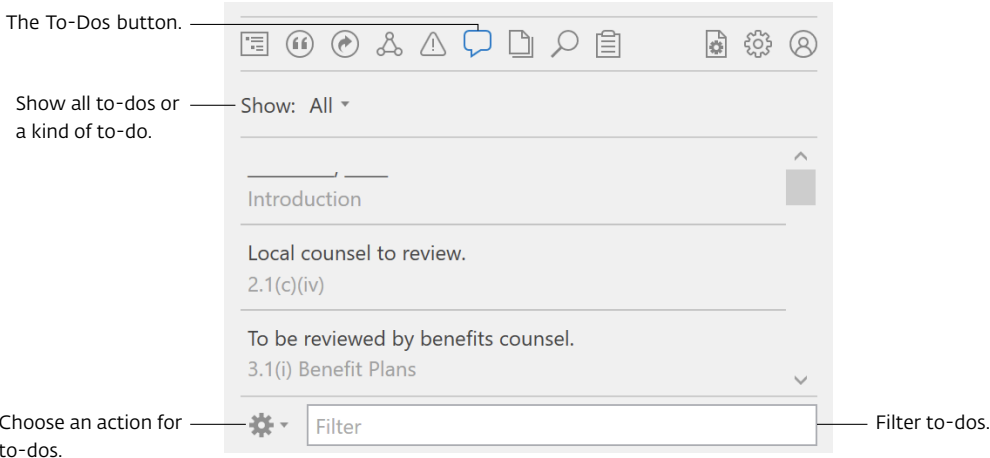 The To-Dos button.
Show all to-dos or
a kind of to-do.
Show: All
________, ____
Introduction
Local counsel to review.
2.1(c)(iv)
To be reviewed by benefits counsel.
3.1(i) Benefit Plans
Choose an action for
to-dos.
Filter
Filter to-dos.